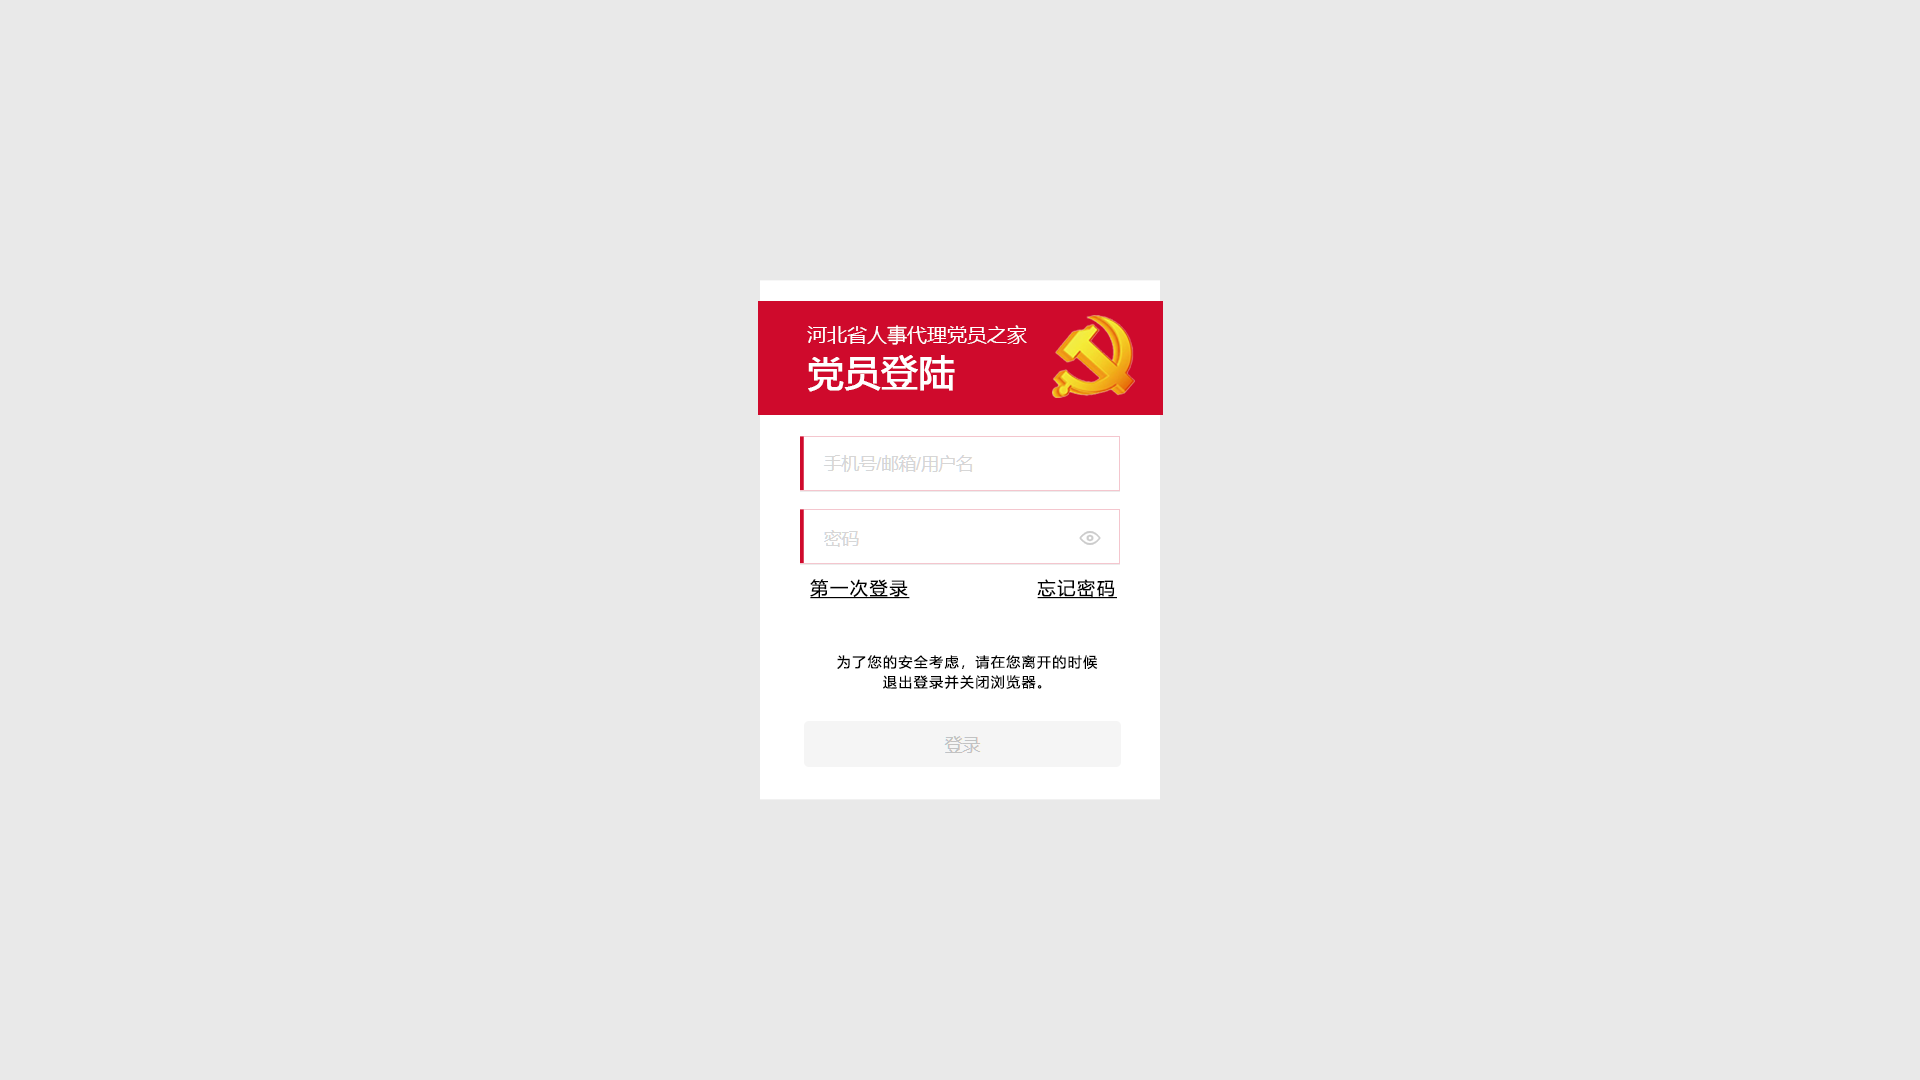 河北省人事代理党员之家
党员登陆
手机号/邮箱/用户名
密码
第一次登录 忘记密码
为了您的安全考虑，请在您离开的时候
退出登录并关闭浏览器。
登录